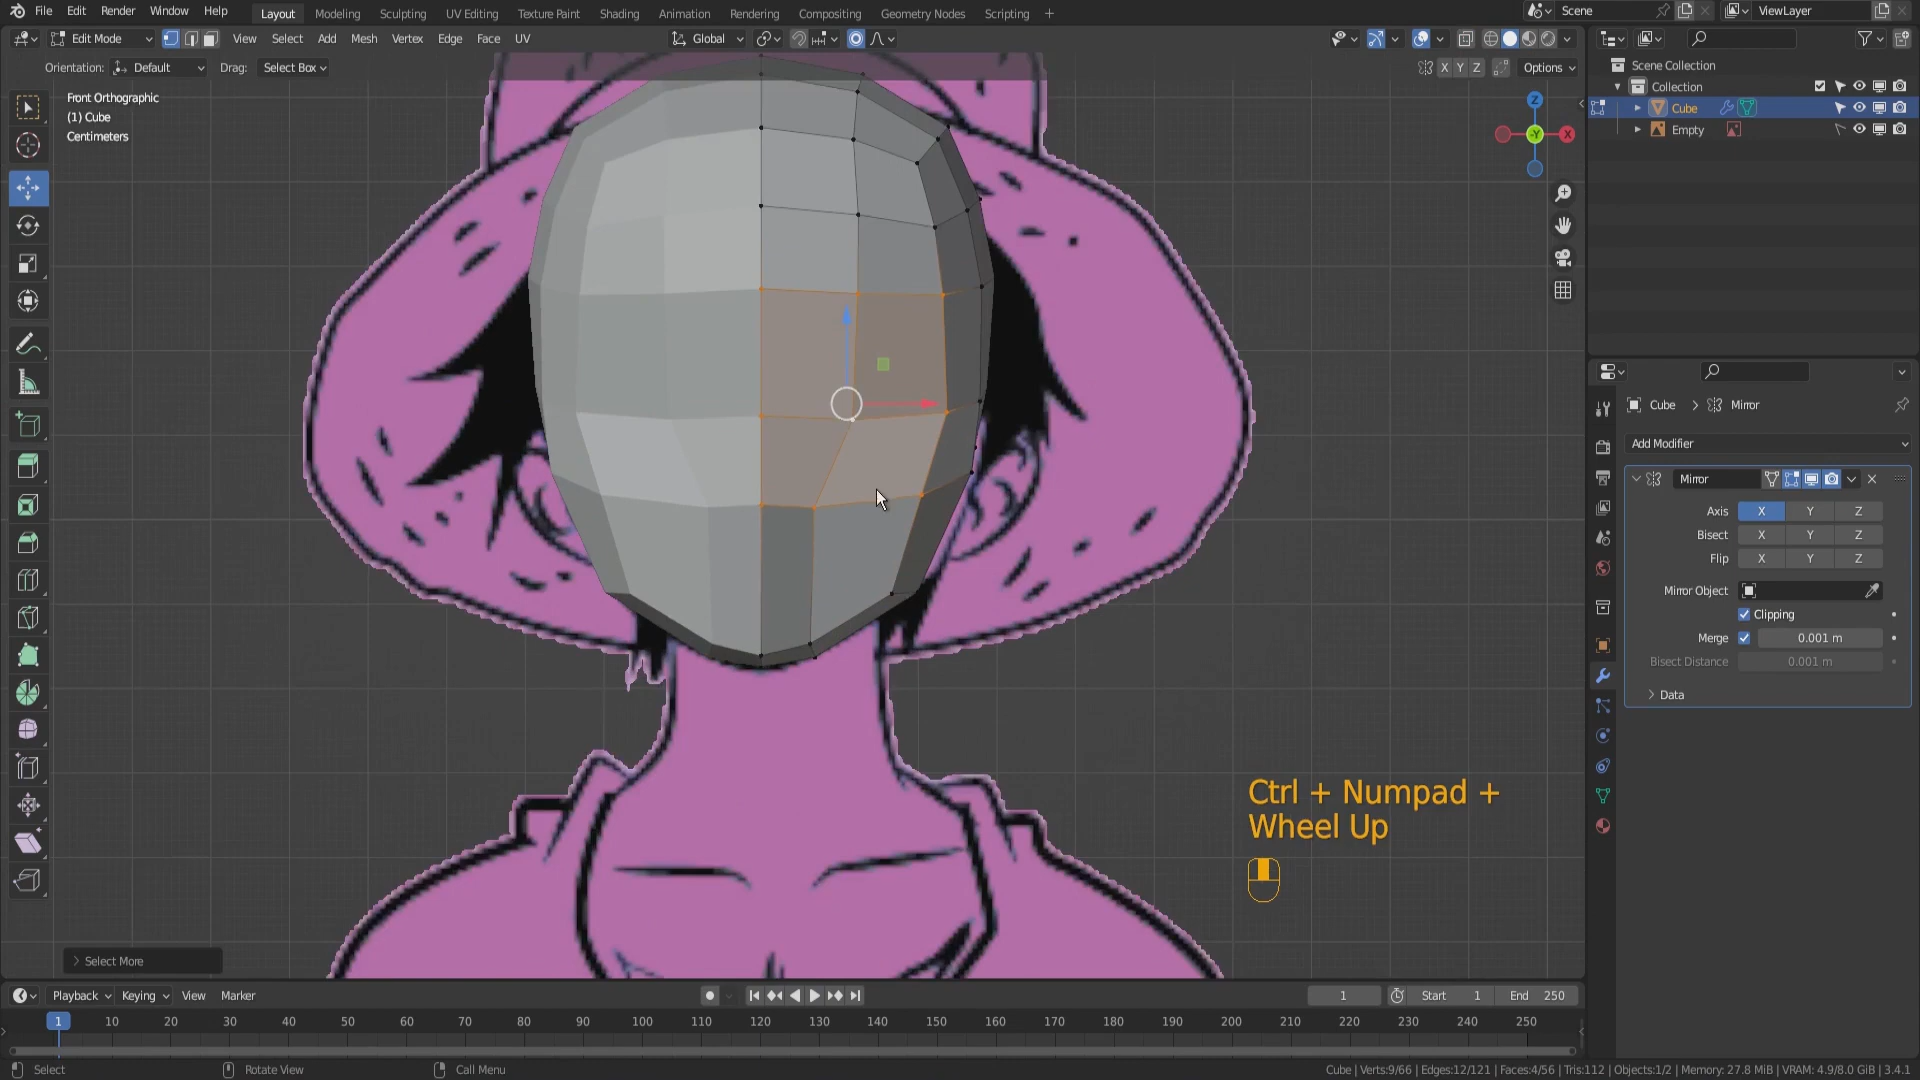 File Edit Render Window Help Layout Modeling Sculpting UV Editing Texture Paint Shading Animation Rendering Compositing Geometry Nodes Scripting + Scene ViewLayer
Edit Mode View Select Add Mesh Vertex Edge Face UV Global
Orientation: Default Drag: Select Box X Y Z Options
Front Orthographic
(1) Cube
Centimeters
Z
-Y
X
Scene Collection
Collection
Cube
Empty
Cube > Mirror
Add Modifier
Mirror
Axis X Y Z
Bisect X Y Z
Flip X Y Z
Mirror Object
Clipping
Merge 0.001 m
Bisect Distance 0.001 m
Data
Ctrl + Numpad +
Wheel Up
Select More
Playback Keying View Marker 1 Start 1 End 250
1 10 20 30 40 50 60 70 80 90 100 110 120 130 140 150 160 170 180 190 200 210 220 230 240 250
Select Rotate View Call Menu Cube | Verts:9/66 | Edges:12/121 | Faces:4/56 | Tris:112 | Objects:1/2 | Memory: 27.8 MiB | VRAM: 4.9/8.0 GiB | 3.4.1